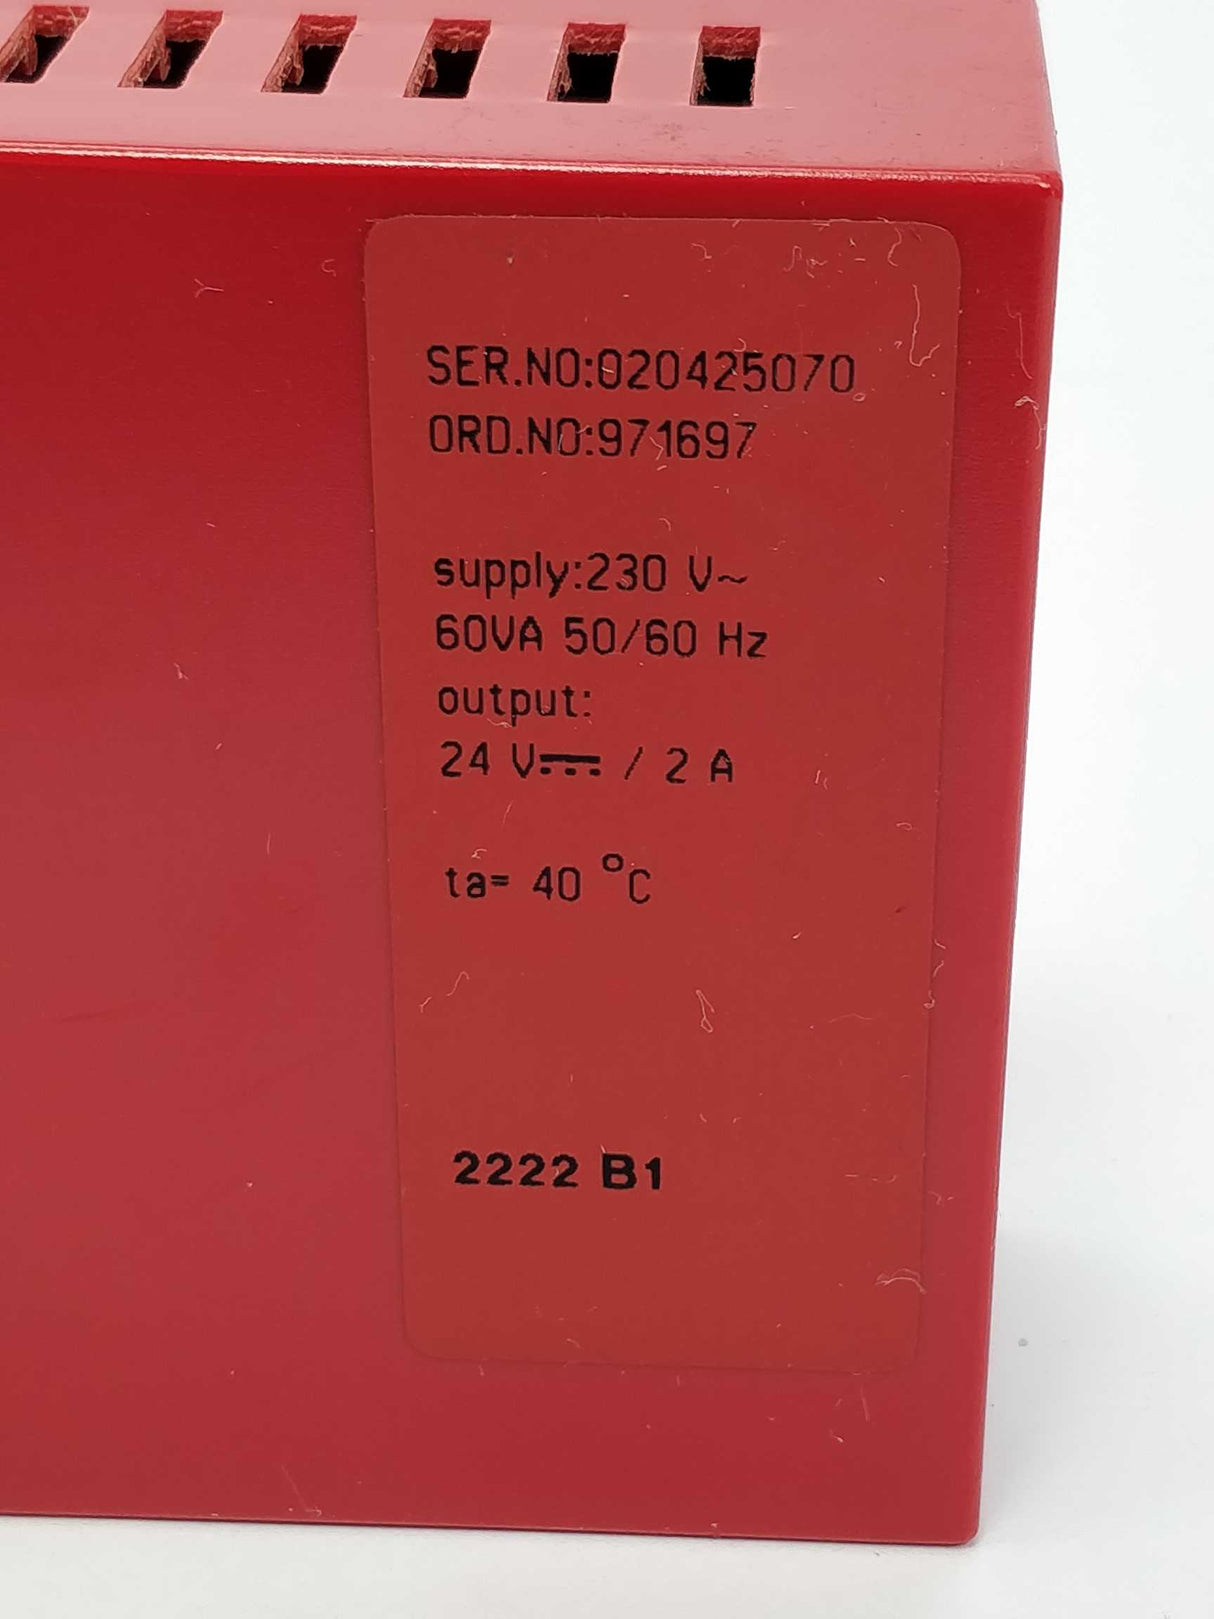 SER.NO:020425070
ORD.NO:971697
supply:230 V~
60VA 50/60 Hz
output:
24 V⎓ / 2 A
ta= 40 °C
2222 B1